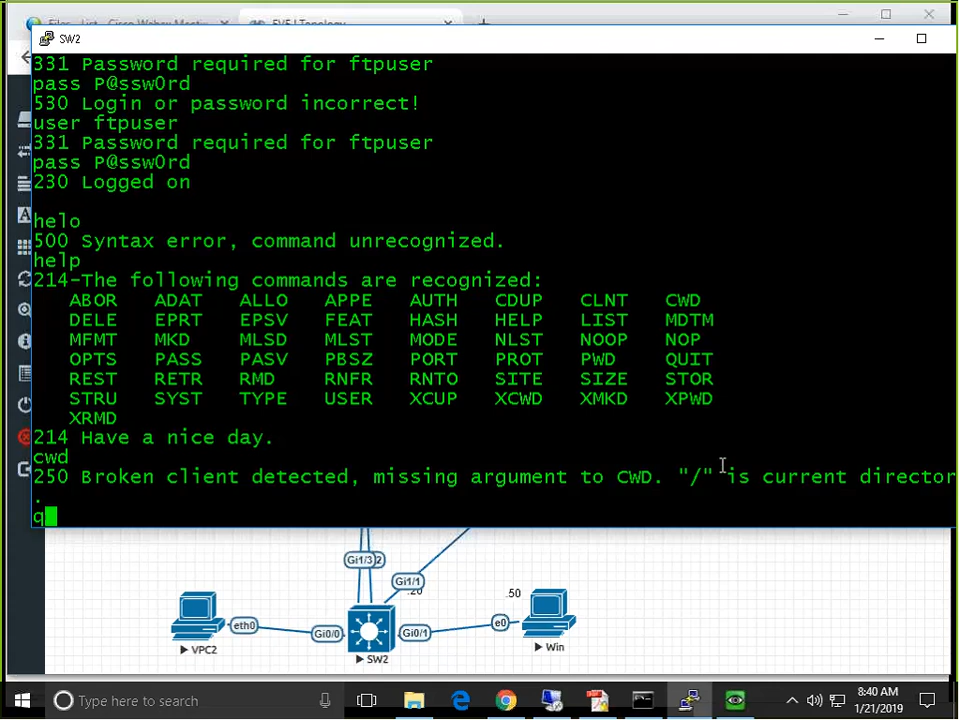 Files - List - Cisco Webex Meetin
EVE | Topology
SW2
331 Password required for ftpuser
pass P@ssw0rd
530 Login or password incorrect!
user ftpuser
331 Password required for ftpuser
pass P@ssw0rd
230 Logged on
helo
500 Syntax error, command unrecognized.
help
214-The following commands are recognized:
ABOR ADAT ALLO APPE AUTH CDUP CLNT CWD
DELE EPRT EPSV FEAT HASH HELP LIST MDTM
MFMT MKD MLSD MLST MODE NLST NOOP NOP
OPTS PASS PASV PBSZ PORT PROT PWD QUIT
REST RETR RMD RNFR RNTO SITE SIZE STOR
STRU SYST TYPE USER XCUP XCWD XMKD XPWD
XRMD
214 Have a nice day.
cwd
250 Broken client detected, missing argument to CWD. "/" is current director
.
q
Gi1/3
Gi1/1
.20
.50
eth0
Gi0/0
Gi0/1
e0
VPC2
SW2
Win
Type here to search
8:40 AM
1/21/2019